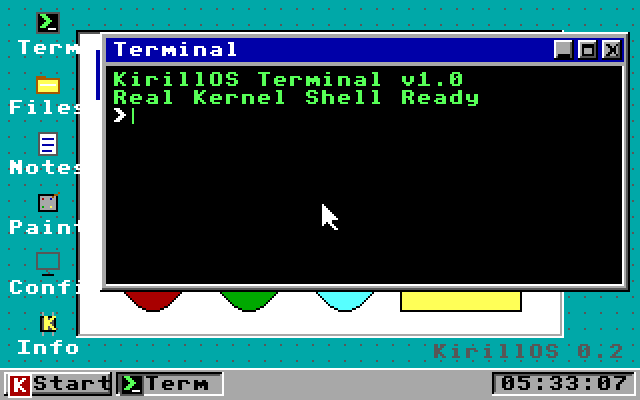 Term
Files
Notes
Paint
Confi
Info
Terminal
KirillOS Terminal v1.0
Real Kernel Shell Ready
>
KirillOS 0.2
K Start
Term
05:33:07